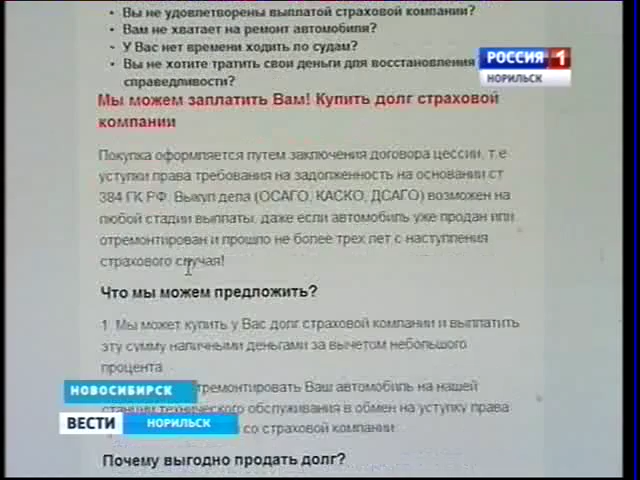 • Вы не удовлетворены выплатой страховой компании?
• Вам не хватает на ремонт автомобиля?
• У Вас нет времени ходить по судам?
• Вы не хотите тратить свои деньги для восстановления
справедливости?
РОССИЯ 1
НОРИЛЬСК
Мы можем заплатить Вам! Купить долг страховой
компании
Покупка оформляется путем заключения договора цессии, т.е
уступки права требования на задолженность на основании ст
384 ГК РФ. Выкуп дела (ОСАГО, КАСКО, ДСАГО) возможен на
любой стадии выплаты, даже если автомобиль уже продан или
отремонтирован и прошло не более трех лет с наступления
страхового случая!
Что мы можем предложить?
1. Мы может купить у Вас долг страховой компании и выплатить
эту сумму наличными деньгами за вычетом небольшого
процента
отремонтировать Ваш автомобиль на нашей
станции технического обслуживания в обмен на уступку права
со страховой компании.
Почему выгодно продать долг?
НОВОСИБИРСК
ВЕСТИ НОРИЛЬСК